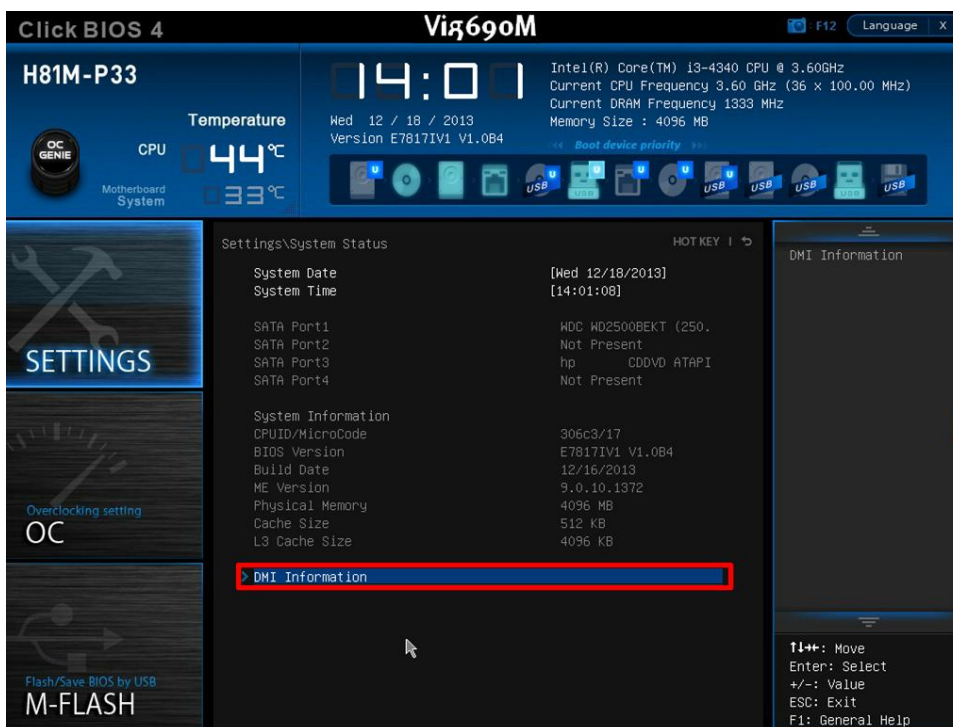 Click BIOS 4
Vig690M
: F12 Language X
H81M-P33
14:01
Wed 12 / 18 / 2013
Version E7817IV1 V1.0B4
Intel(R) Core(TM) i3-4340 CPU @ 3.60GHz
Current CPU Frequency 3.60 GHz (36 x 100.00 MHz)
Current DRAM Frequency 1333 MHz
Memory Size : 4096 MB
Boot device priority
OC GENIE
Temperature
CPU 44°C
Motherboard System 33°C
U U USB U U U USB U USB USB USB USB
Settings\System Status HOT KEY |
System Date [Wed 12/18/2013]
System Time [14:01:08]
SATA Port1 WDC WD2500BEKT (250.
SATA Port2 Not Present
SATA Port3 hp CDDVD ATAPI
SATA Port4 Not Present
System Information
CPUID/MicroCode 306c3/17
BIOS Version E7817IV1 V1.0B4
Build Date 12/16/2013
ME Version 9.0.10.1372
Physical Memory 4096 MB
Cache Size 512 KB
L3 Cache Size 4096 KB
> DMI Information
SETTINGS
Overclocking setting
OC
Flash/Save BIOS by USB
M-FLASH
DMI Information
↑↓→←: Move
Enter: Select
+/-: Value
ESC: Exit
F1: General Help